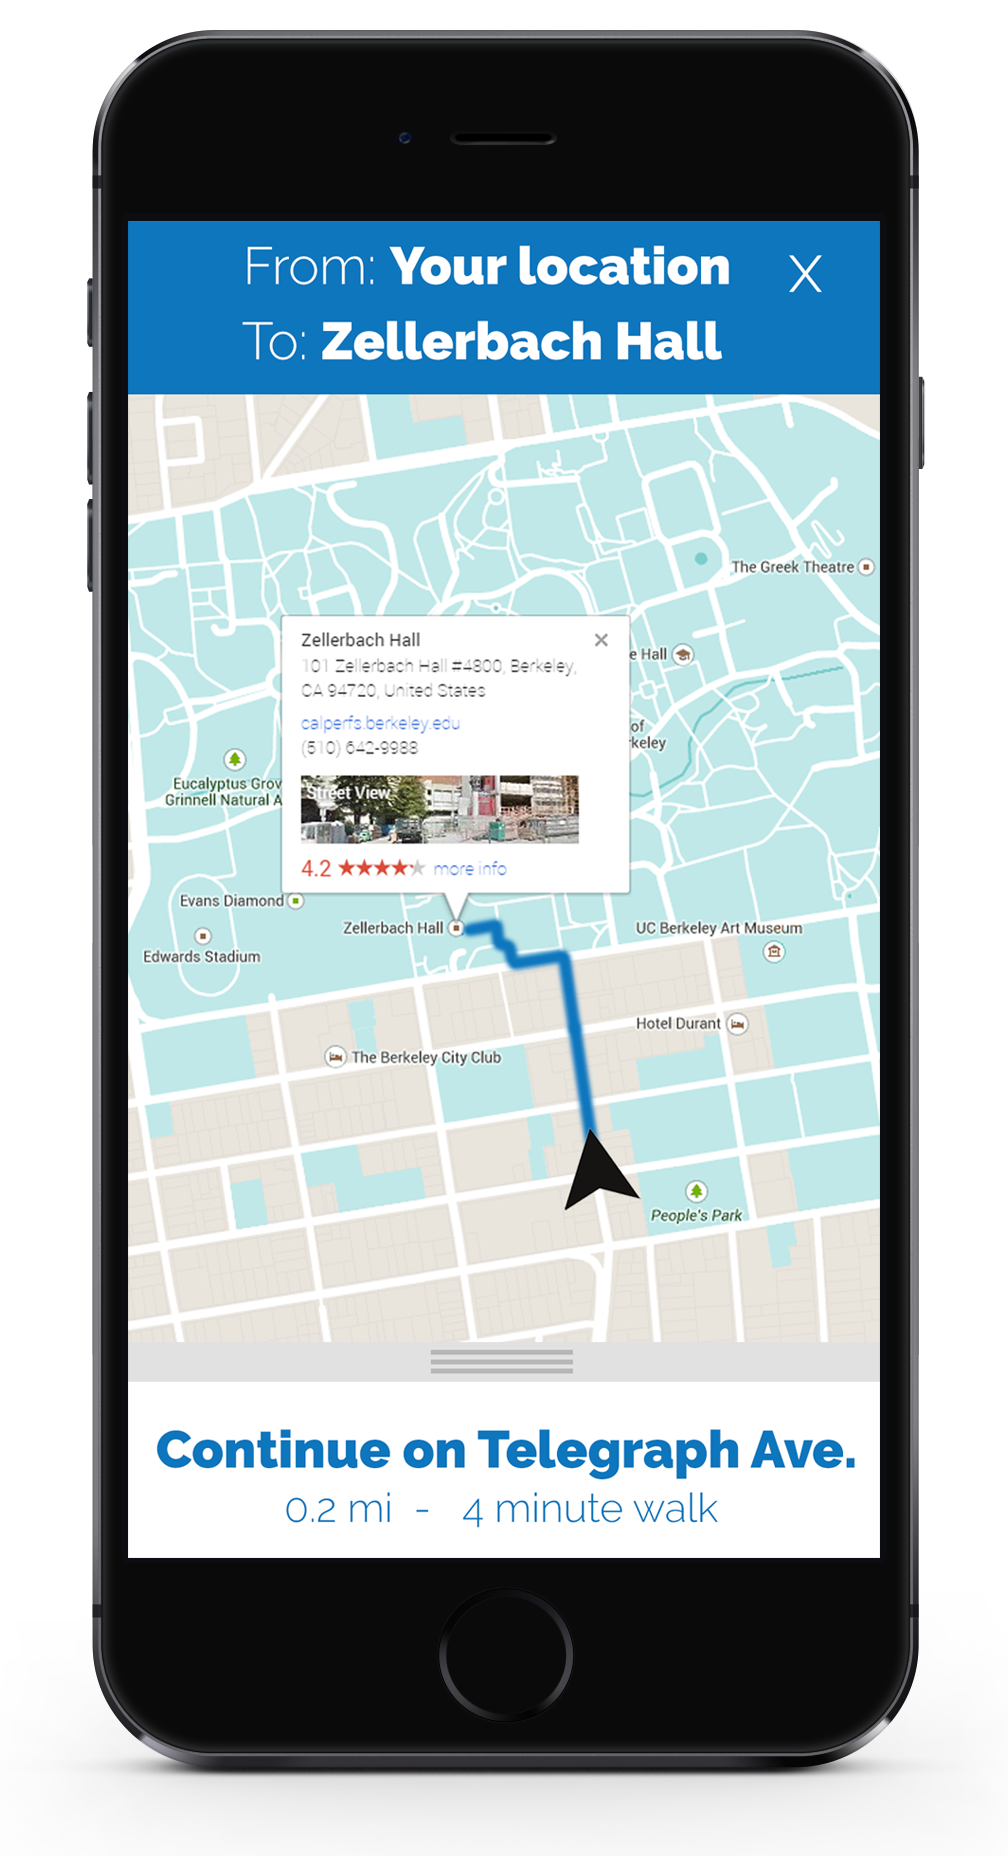 From: Your location
X
To: Zellerbach Hall
The Greek Theatre
Zellerbach Hall
101 Zellerbach Hall #4800, Berkeley,
CA 94720, United States
calperfs.berkeley.edu
(510) 642-9988
Street View
4.2 more info
e Hall
of
keley
Eucalyptus Grov
Grinnell Natural A
Evans Diamond
Edwards Stadium
Zellerbach Hall
UC Berkeley Art Museum
Hotel Durant
The Berkeley City Club
People's Park
Continue on Telegraph Ave.
0.2 mi - 4 minute walk